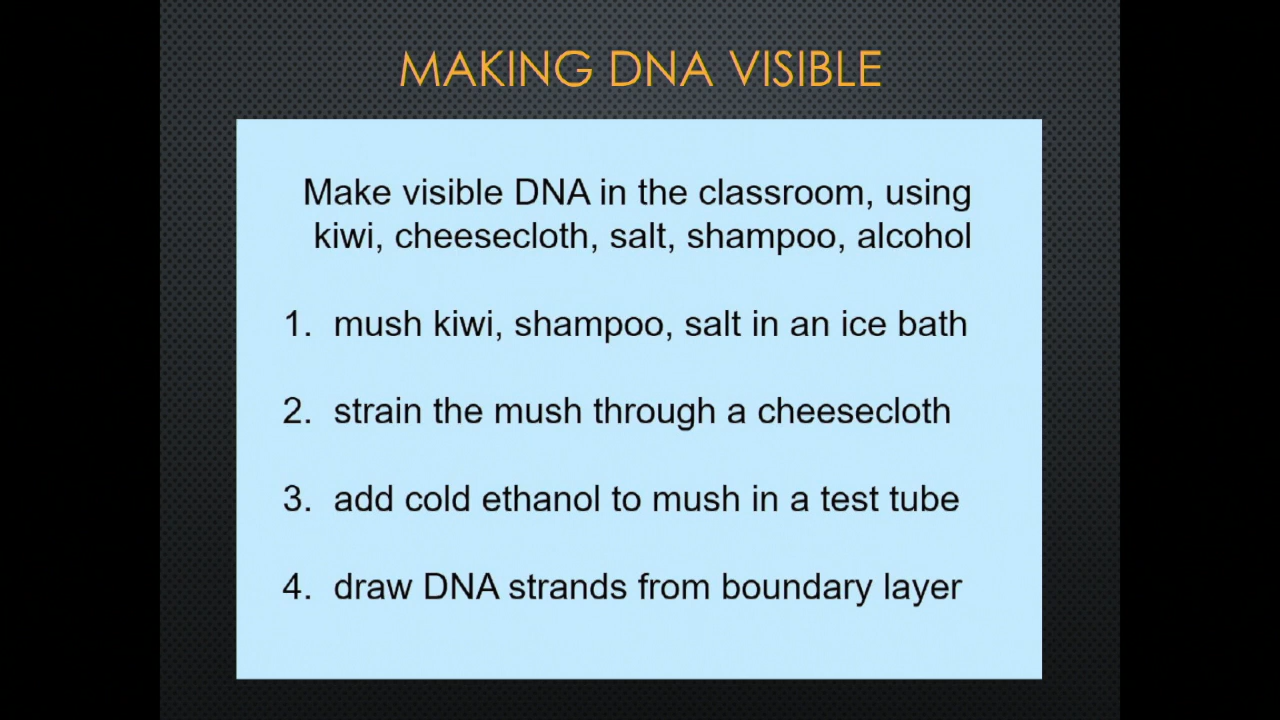 MAKING DNA VISIBLE
Make visible DNA in the classroom, using
kiwi, cheesecloth, salt, shampoo, alcohol
1. mush kiwi, shampoo, salt in an ice bath
2. strain the mush through a cheesecloth
3. add cold ethanol to mush in a test tube
4. draw DNA strands from boundary layer